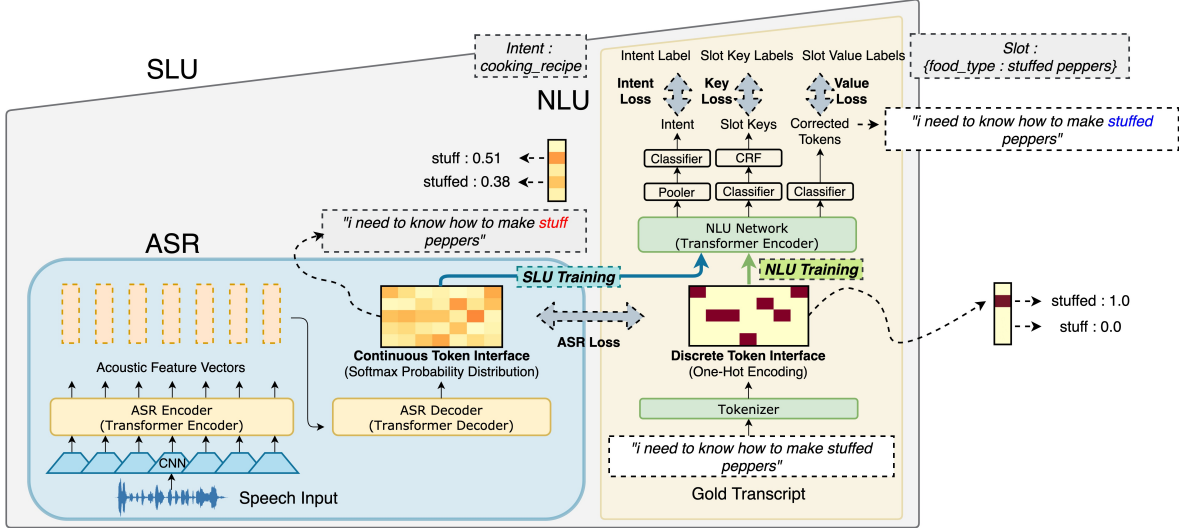 SLU
NLU
ASR
Intent :
cooking_recipe
Intent Label
Slot Key Labels
Slot Value Labels
Slot :
{food_type : stuffed peppers}
Intent
Loss
Key
Loss
Value
Loss
Intent
Slot Keys
Corrected
Tokens
"i need to know how to make stuffed
peppers"
Classifier
CRF
Pooler
Classifier
Classifier
NLU Network
(Transformer Encoder)
stuff : 0.51
stuffed : 0.38
"i need to know how to make stuff
peppers"
SLU Training
NLU Training
ASR Loss
stuffed : 1.0
stuff : 0.0
Continuous Token Interface
(Softmax Probability Distribution)
Discrete Token Interface
(One-Hot Encoding)
Acoustic Feature Vectors
ASR Encoder
(Transformer Encoder)
ASR Decoder
(Transformer Decoder)
Tokenizer
CNN
"i need to know how to make stuffed
peppers"
Speech Input
Gold Transcript